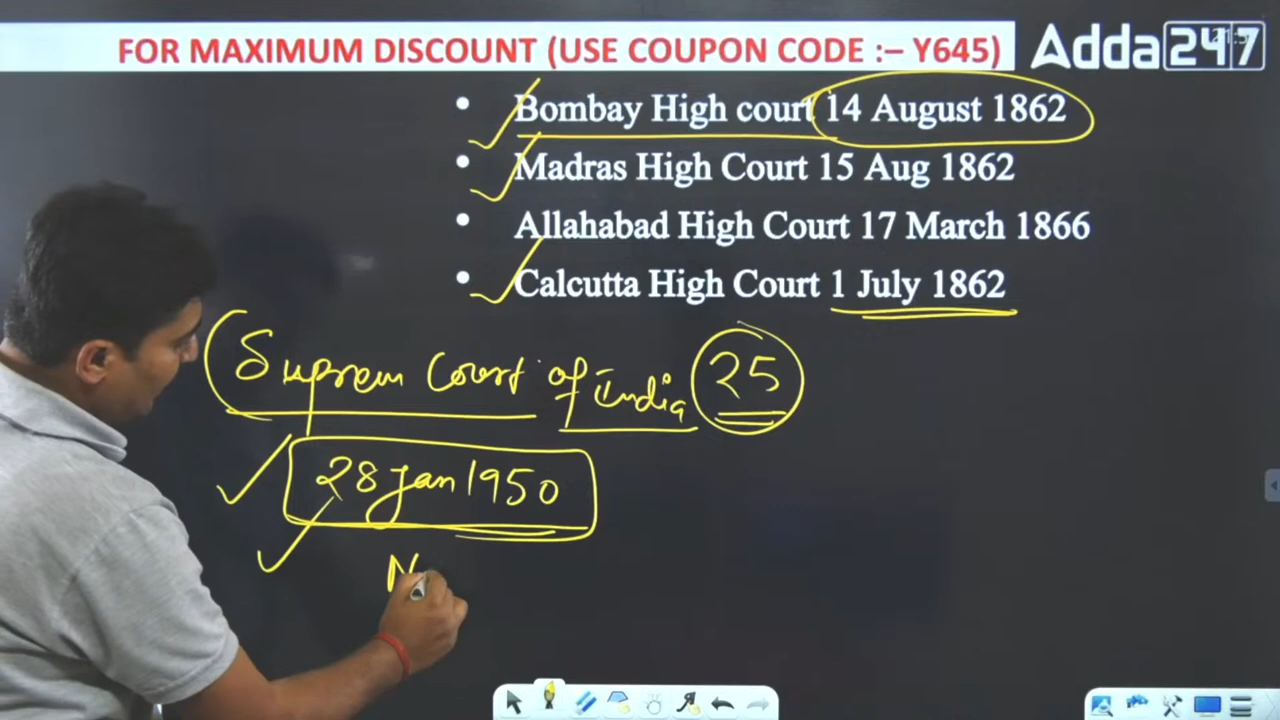 FOR MAXIMUM DISCOUNT (USE COUPON CODE :– Y645)
Adda247
• Bombay High court 14 August 1862
• Madras High Court 15 Aug 1862
• Allahabad High Court 17 March 1866
• Calcutta High Court 1 July 1862
Suprem Court of India 25
28 Jan 1950
N